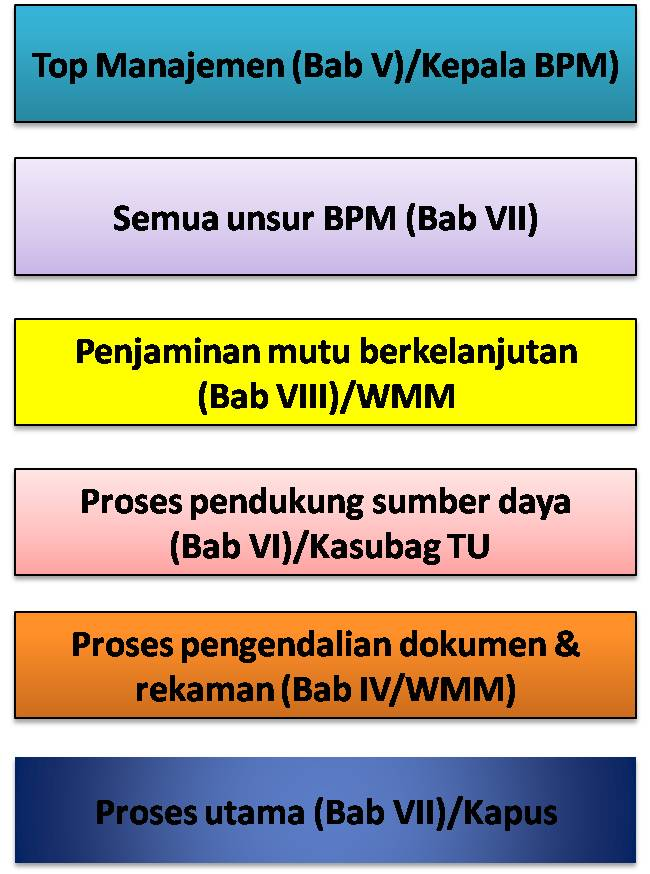 Top Manajemen (Bab V)/Kepala BPM)
Semua unsur BPM (Bab VII)
Penjaminan mutu berkelanjutan
(Bab VIII)/WMM
Proses pendukung sumber daya
(Bab VI)/Kasubag TU
Proses pengendalian dokumen &
rekaman (Bab IV/WMM)
Proses utama (Bab VII)/Kapus